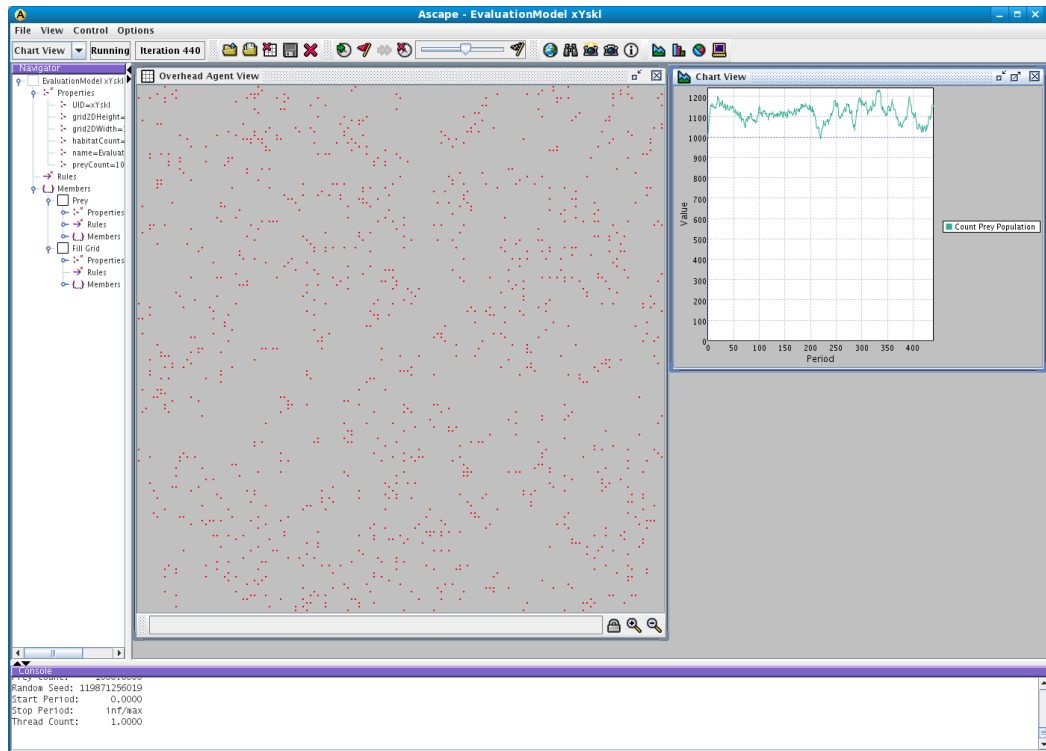 Ascape - EvaluationModel xYskl
File View Control Options
Chart View Running Iteration 440
Navigator
EvaluationModel xYskl
Properties
UID=xYskl
grid2DHeight=
grid2DWidth=
habitatCount=
name=Evaluat
preyCount=10
Rules
Members
Prey
Properties
Rules
Members
Fill Grid
Properties
Rules
Members
Overhead Agent View
Chart View
1200
1100
1000
900
800
700
600
500
400
300
200
100
0
Value
0 50 100 150 200 250 300 350 400
Period
Count Prey Population
Console
Prey Count: 1000.0000
Random Seed: 119871256019
Start Period: 0.0000
Stop Period: inf/max
Thread Count: 1.0000